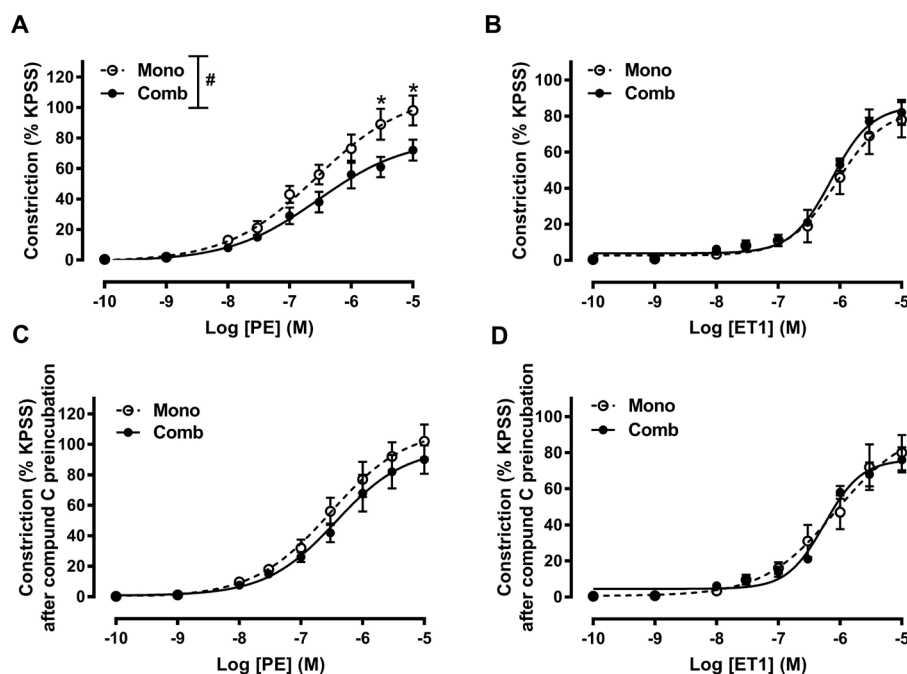 A
Constriction (% KPSS)
120
100
80
60
40
20
0
Mono
Comb
#
*
*
-10 -9 -8 -7 -6 -5
Log [PE] (M)
B
Constriction (% KPSS)
100
80
60
40
20
0
Mono
Comb
-10 -9 -8 -7 -6 -5
Log [ET1] (M)
C
Constriction (% KPSS)
after compound C preincubation
120
100
80
60
40
20
0
Mono
Comb
-10 -9 -8 -7 -6 -5
Log [PE] (M)
D
Constriction (% KPSS)
after compound C preincubation
100
80
60
40
20
0
Mono
Comb
-10 -9 -8 -7 -6 -5
Log [ET1] (M)